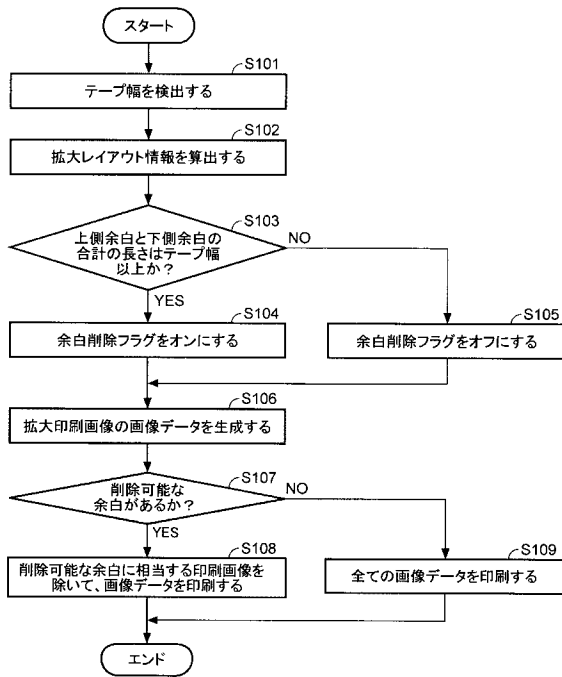 スタート
S101
テープ幅を検出する
S102
拡大レイアウト情報を算出する
S103
上側余白と下側余白の
合計の長さはテープ幅
以上か？
NO
YES
S104
余白削除フラグをオンにする
S105
余白削除フラグをオフにする
S106
拡大印刷画像の画像データを生成する
S107
削除可能な
余白があるか？
NO
YES
S108
削除可能な余白に相当する印刷画像を
除いて、画像データを印刷する
S109
全ての画像データを印刷する
エンド